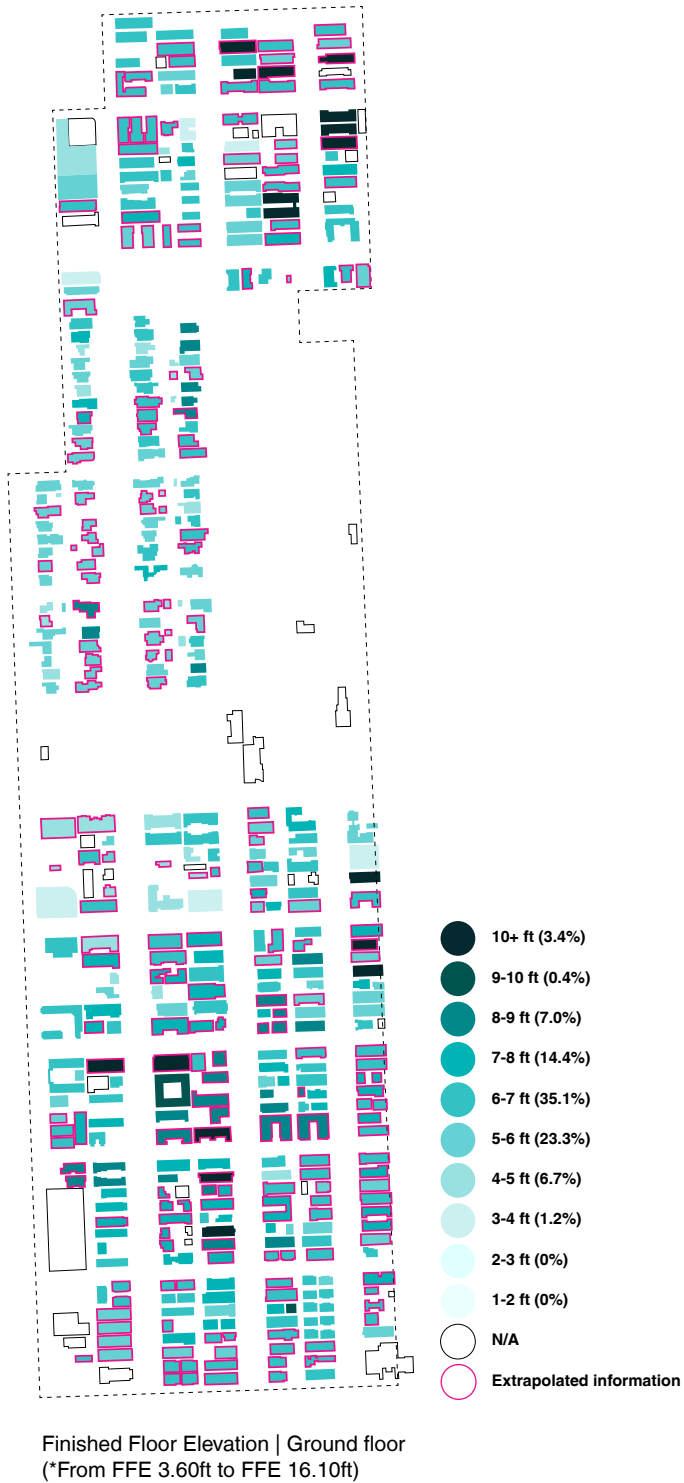 10+ ft (3.4%)
9-10 ft (0.4%)
8-9 ft (7.0%)
7-8 ft (14.4%)
6-7 ft (35.1%)
5-6 ft (23.3%)
4-5 ft (6.7%)
3-4 ft (1.2%)
2-3 ft (0%)
1-2 ft (0%)
N/A
Extrapolated information
Finished Floor Elevation | Ground floor
(*From FFE 3.60ft to FFE 16.10ft)